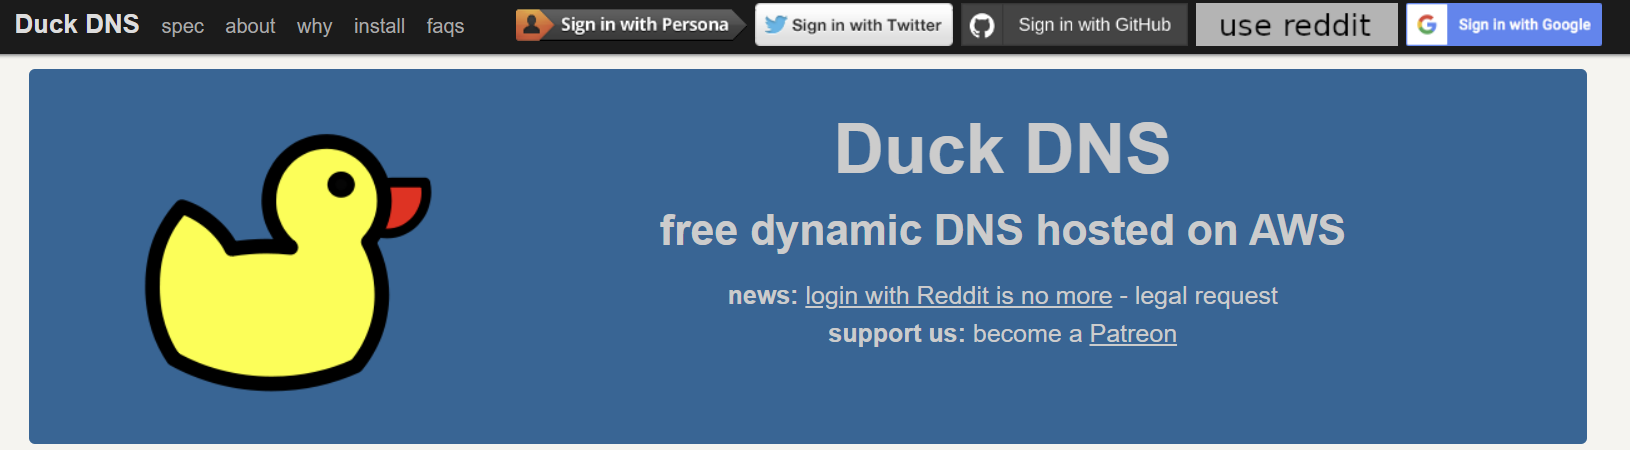 Duck DNS spec about why install faqs Sign in with Persona Sign in with Twitter Sign in with GitHub use reddit G Sign in with Google
Duck DNS
free dynamic DNS hosted on AWS
news: login with Reddit is no more - legal request
support us: become a Patreon